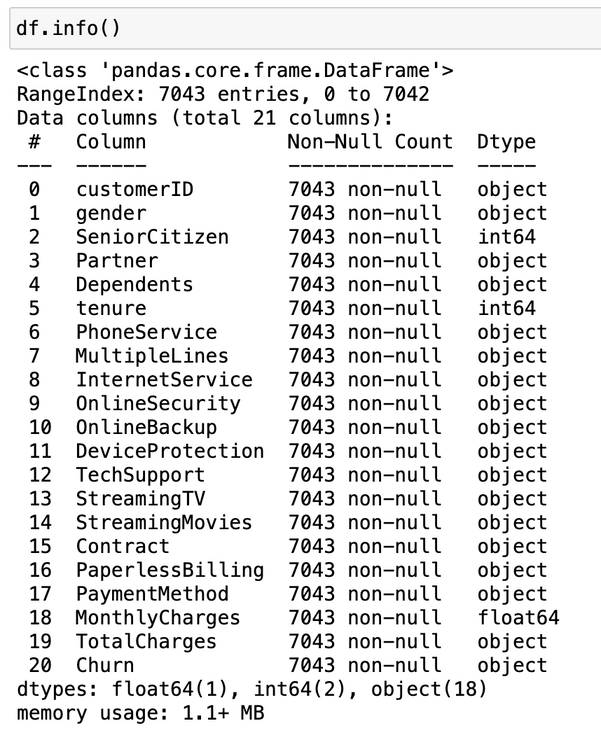 df.info()
<class 'pandas.core.frame.DataFrame'>
RangeIndex: 7043 entries, 0 to 7042
Data columns (total 21 columns):
 #   Column            Non-Null Count  Dtype
---  ------            --------------  -----
 0   customerID        7043 non-null   object
 1   gender            7043 non-null   object
 2   SeniorCitizen     7043 non-null   int64
 3   Partner           7043 non-null   object
 4   Dependents        7043 non-null   object
 5   tenure            7043 non-null   int64
 6   PhoneService      7043 non-null   object
 7   MultipleLines     7043 non-null   object
 8   InternetService   7043 non-null   object
 9   OnlineSecurity    7043 non-null   object
 10  OnlineBackup      7043 non-null   object
 11  DeviceProtection  7043 non-null   object
 12  TechSupport       7043 non-null   object
 13  StreamingTV       7043 non-null   object
 14  StreamingMovies   7043 non-null   object
 15  Contract          7043 non-null   object
 16  PaperlessBilling  7043 non-null   object
 17  PaymentMethod     7043 non-null   object
 18  MonthlyCharges    7043 non-null   float64
 19  TotalCharges      7043 non-null   object
 20  Churn             7043 non-null   object
dtypes: float64(1), int64(2), object(18)
memory usage: 1.1+ MB